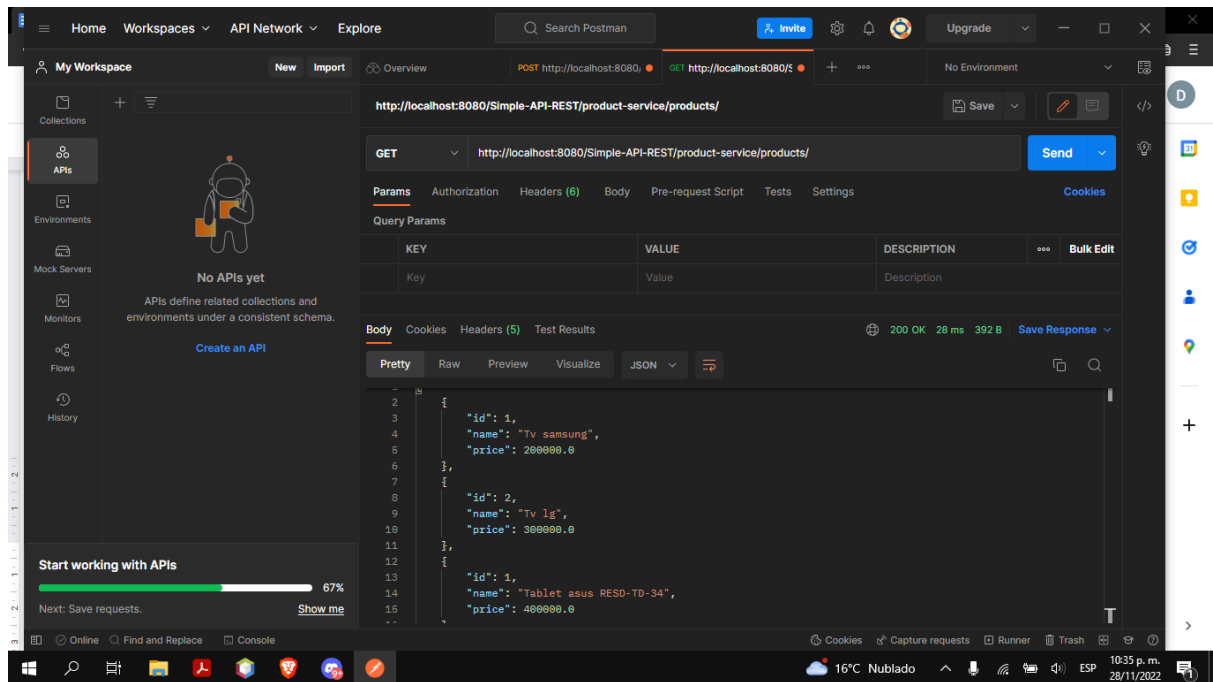 Home Workspaces API Network Explore Search Postman Invite Upgrade
My Workspace New Import Overview POST http://localhost:8080/ GET http://localhost:8080/S No Environment
http://localhost:8080/Simple-API-REST/product-service/products/ Save
D
Collections
APIs
Environments
Mock Servers
Monitors
Flows
History
No APIs yet
APIs define related collections and
environments under a consistent schema.
Create an API
GET http://localhost:8080/Simple-API-REST/product-service/products/ Send
Params Authorization Headers (6) Body Pre-request Script Tests Settings Cookies
Query Params
KEY VALUE DESCRIPTION Bulk Edit
Key Value Description
Body Cookies Headers (5) Test Results 200 OK 28 ms 392 B Save Response
Pretty Raw Preview Visualize JSON
[
2 {
3 "id": 1,
4 "name": "Tv samsung",
5 "price": 200000.0
6 },
7 {
8 "id": 2,
9 "name": "Tv lg",
10 "price": 300000.0
11 },
12 {
13 "id": 1,
14 "name": "Tablet asus RESD-TD-34",
15 "price": 400000.0
31
Start working with APIs
67%
Next: Save requests. Show me
Online Find and Replace Console Cookies Capture requests Runner Trash
16°C Nublado ESP 10:35 p. m.
28/11/2022